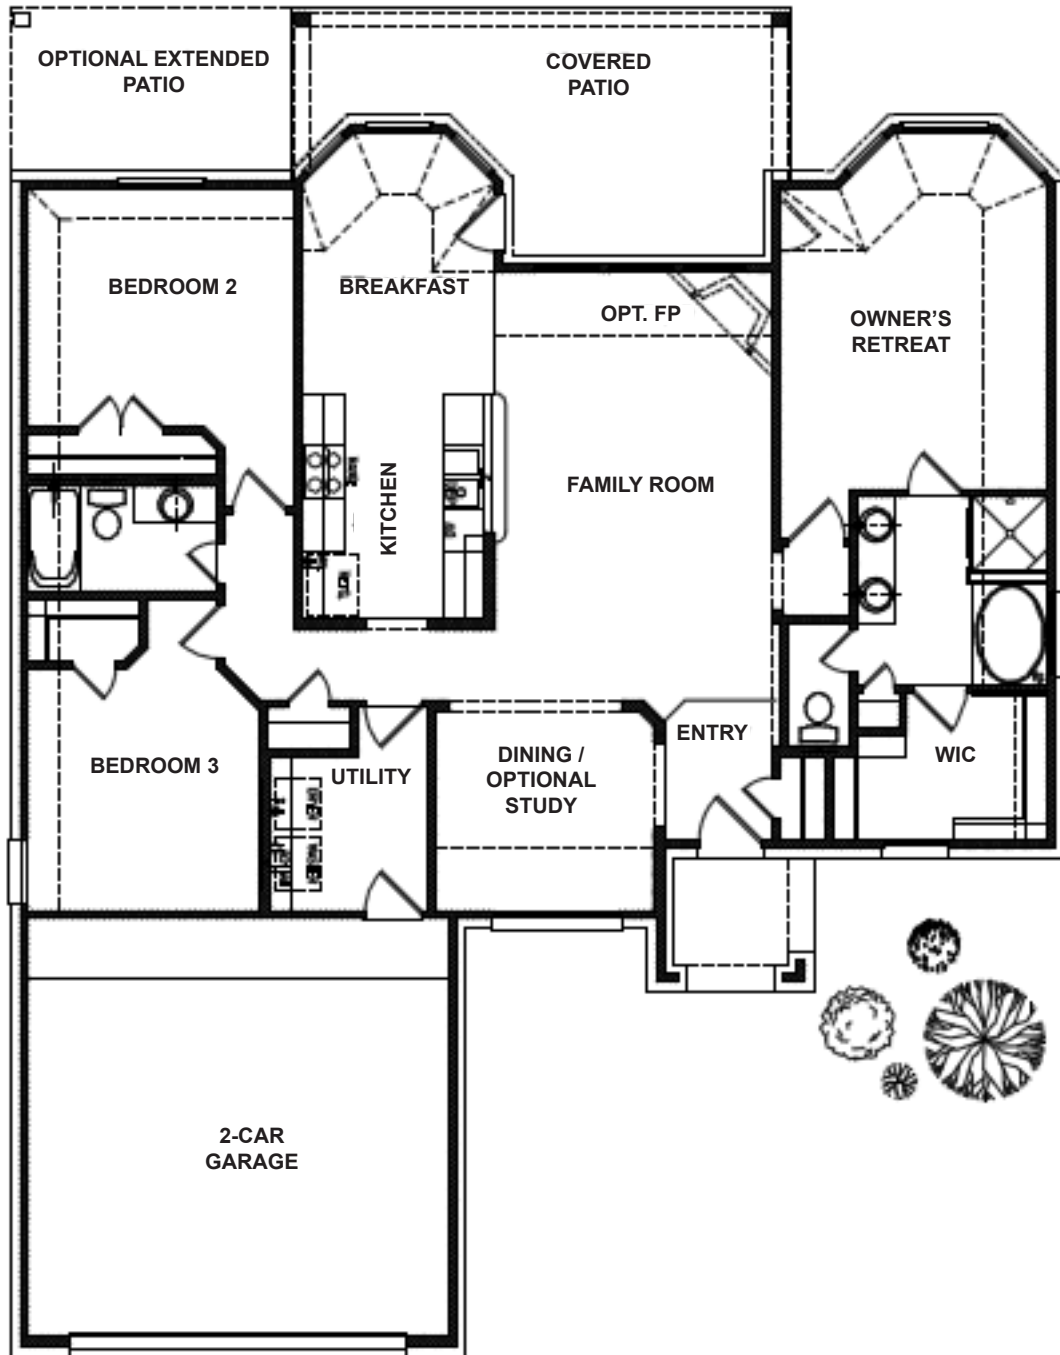 OPTIONAL EXTENDED
PATIO
COVERED
PATIO
BEDROOM 2
BREAKFAST
OPT. FP
OWNER'S
RETREAT
KITCHEN
FAMILY ROOM
BEDROOM 3
UTILITY
DINING /
OPTIONAL
STUDY
ENTRY
WIC
2-CAR
GARAGE